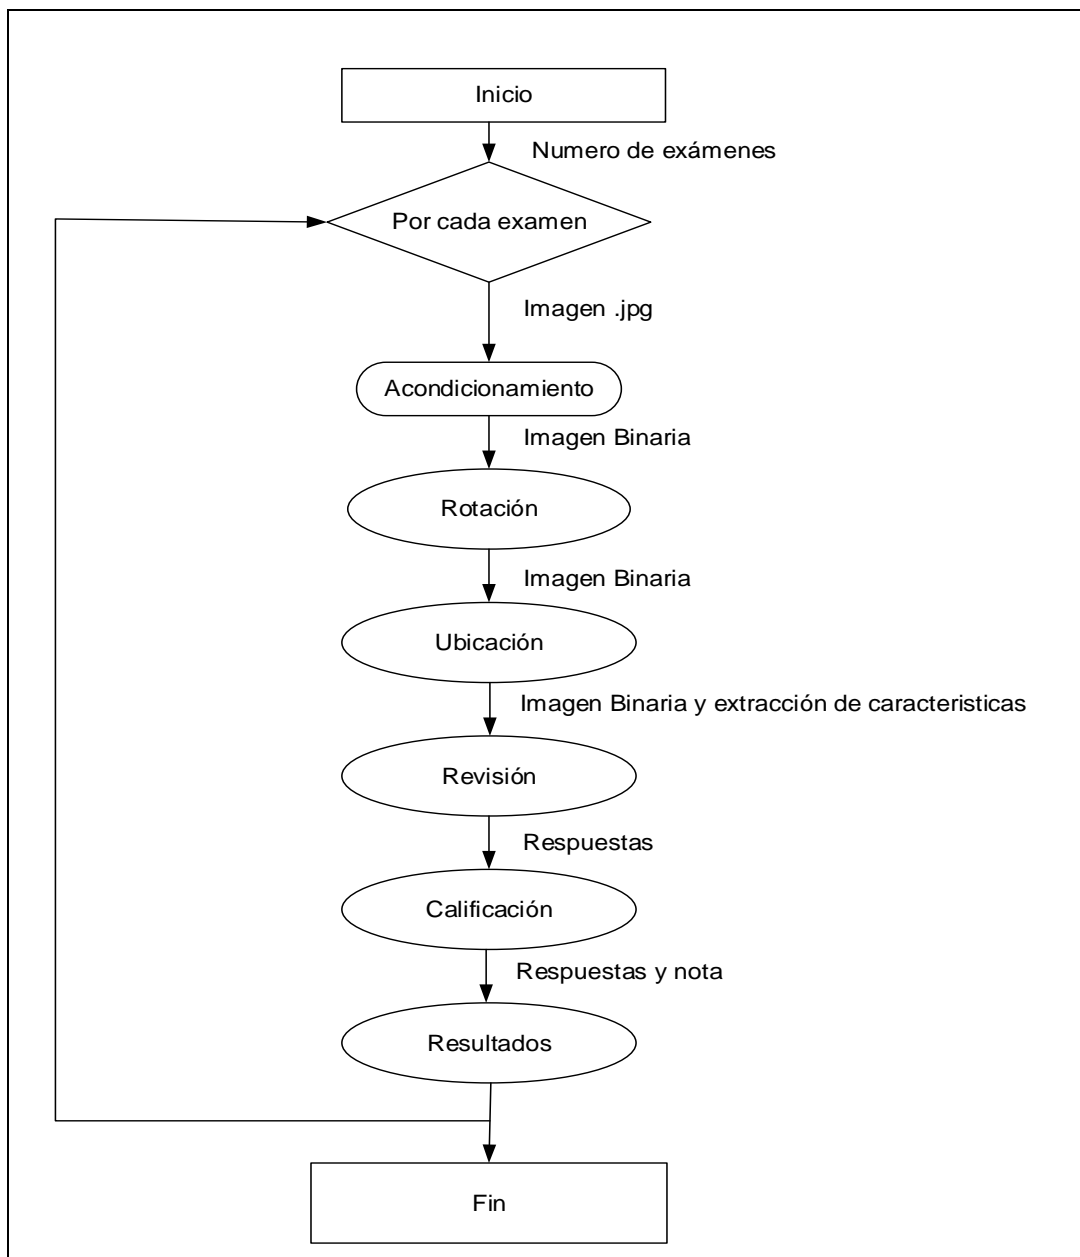 Inicio
Numero de exámenes
Por cada examen
Imagen .jpg
Acondicionamiento
Imagen Binaria
Rotación
Imagen Binaria
Ubicación
Imagen Binaria y extracción de caracteristicas
Revisión
Respuestas
Calificación
Respuestas y nota
Resultados
Fin